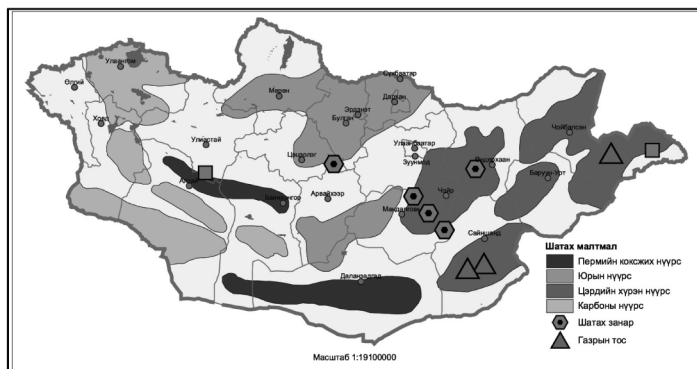 Улаангом
Өлгий
Ховд
Сүхбаатар
Мөрөн
Дархан
Эрдэнэт
Булган
Улиастай
Цэцэрлэг
Улаанбаатар
Зуунмод
Чойбалсан
Өндөрхаан
Баруун-Урт
Алтай
Баянхонгор
Арвайхээр
Чойр
Мандалговь
Сайншанд
Даланзадгад
Шатах малтмал
Пермийн коксжих нүүрс
Юрын нүүрс
Цэрдийн хүрэн нүүрс
Карбоны нүүрс
Шатах занар
Газрын тос
Масштаб 1:19100000